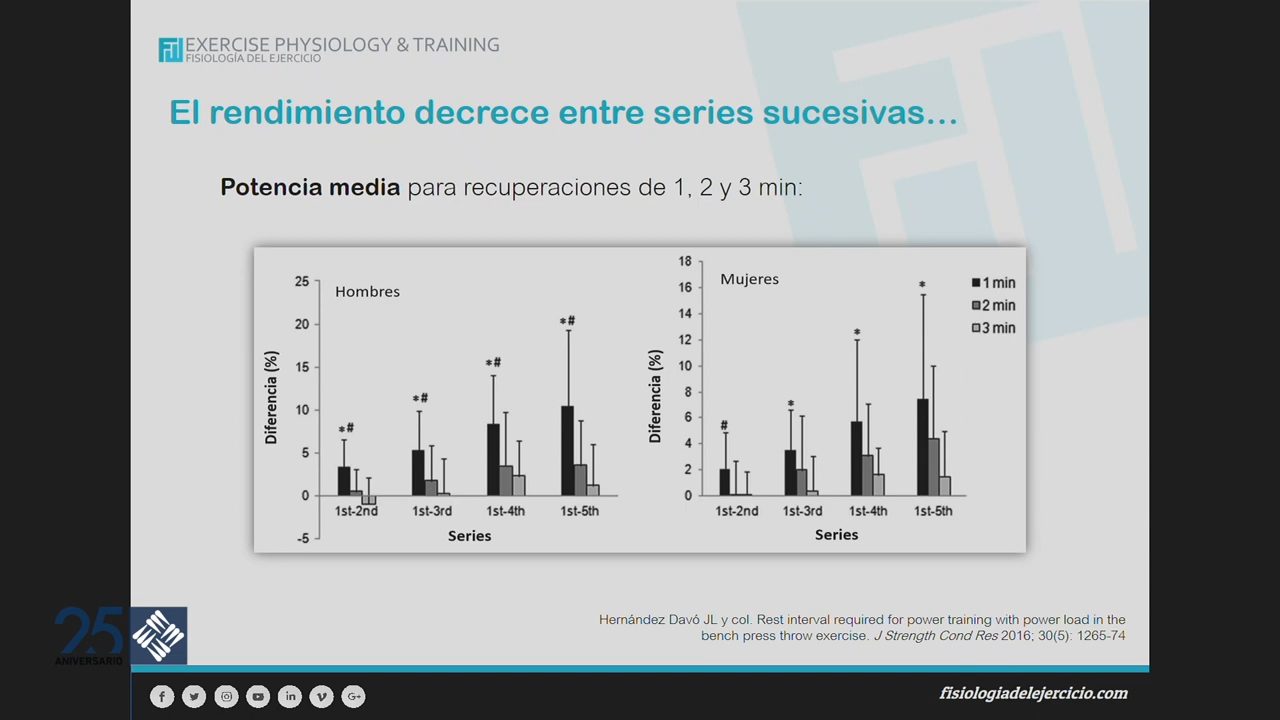 EXERCISE PHYSIOLOGY & TRAINING
FISIOLOGÍA DEL EJERCICIO
El rendimiento decrece entre series sucesivas...
Potencia media para recuperaciones de 1, 2 y 3 min:
Hombres
25
20
15
10
5
0
-5
Diferencia (%)
*#
*#
*#
*#
1st-2nd
1st-3rd
1st-4th
1st-5th
Series
Mujeres
18
16
14
12
10
8
6
4
2
0
Diferencia (%)
#
*
*
*
1st-2nd
1st-3rd
1st-4th
1st-5th
Series
1 min
2 min
3 min
Hernández Davó JL y col. Rest interval required for power training with power load in the
bench press throw exercise. J Strength Cond Res 2016; 30(5): 1265-74
25
ANIVERSARIO
fisiologiadelejercicio.com